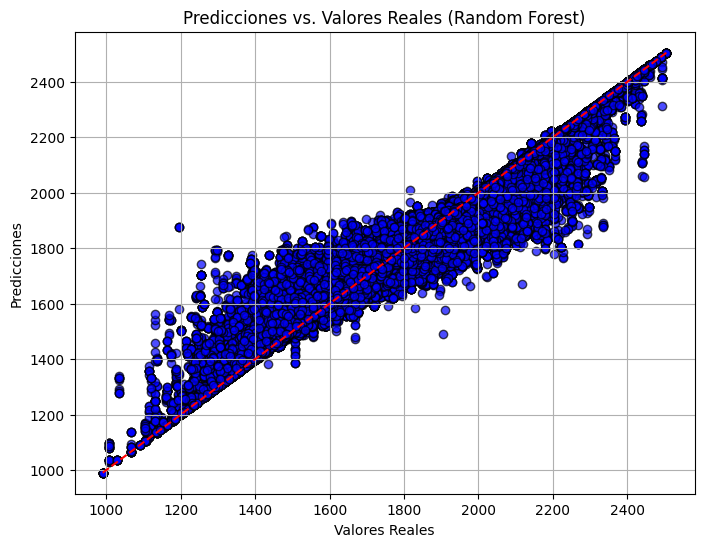 Predicciones vs. Valores Reales (Random Forest)
Predicciones
2400
2200
2000
1800
1600
1400
1200
1000
1000 1200 1400 1600 1800 2000 2200 2400
Valores Reales